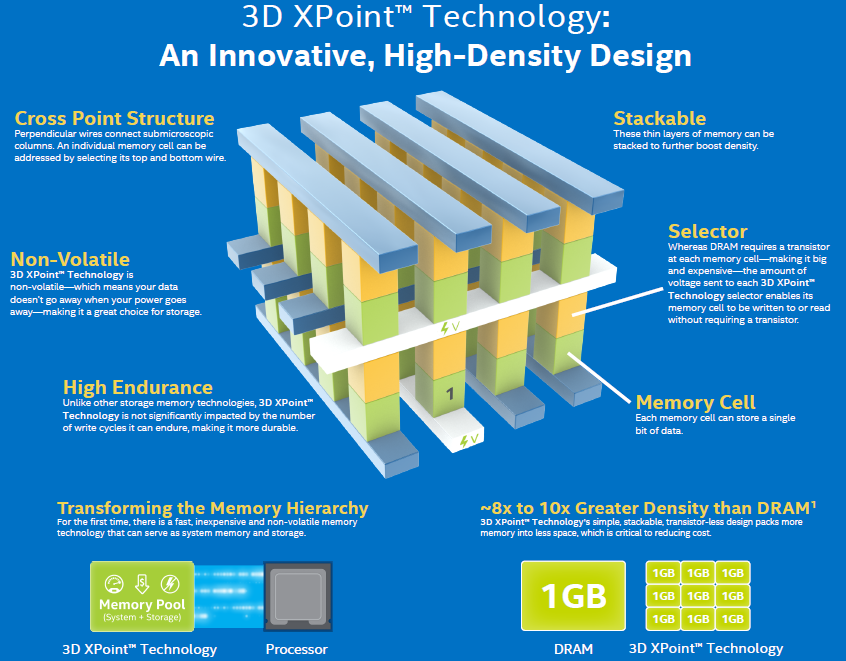 3D XPoint™ Technology:
An Innovative, High-Density Design
Cross Point Structure
Perpendicular wires connect submicroscopic
columns. An individual memory cell can be
addressed by selecting its top and bottom wire.
Stackable
These thin layers of memory can be
stacked to further boost density.
Non-Volatile
3D XPoint™ Technology is
non-volatile—which means your data
doesn't go away when your power goes
away—making it a great choice for storage.
Selector
Whereas DRAM requires a transistor
at each memory cell—making it big
and expensive—the amount of
voltage sent to each 3D XPoint™
Technology selector enables its
memory cell to be written to or read
without requiring a transistor.
V
High Endurance
Unlike other storage memory technologies, 3D XPoint™
Technology is not significantly impacted by the number
of write cycles it can endure, making it more durable.
1
V
Memory Cell
Each memory cell can store a single
bit of data.
Transforming the Memory Hierarchy
For the first time, there is a fast, inexpensive and non-volatile memory
technology that can serve as system memory and storage.
$
Memory Pool
(System + Storage)
3D XPoint™ Technology
Processor
~8x to 10x Greater Density than DRAM¹
3D XPoint™ Technology's simple, stackable, transistor-less design packs more
memory into less space, which is critical to reducing cost.
1GB
1GB 1GB 1GB
1GB 1GB 1GB
1GB 1GB 1GB
DRAM
3D XPoint™ Technology